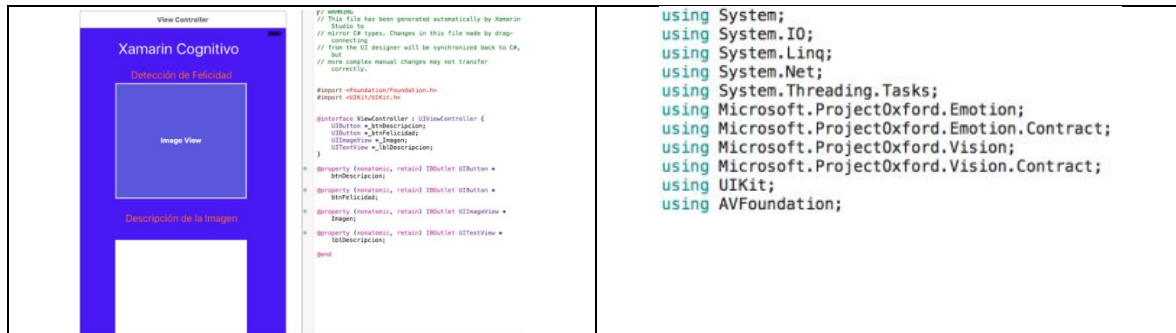 View Controller
Xamarin Cognitivo
Detección de Felicidad
Image View
Descripción de la Imagen
// WARNING
// This file has been generated automatically by Xamarin
Studio to
// mirror C# types. Changes in this file made by drag-
connecting
// from the UI designer will be synchronized back to C#,
but
// more complex manual changes may not transfer
correctly.
#import <Foundation/Foundation.h>
#import <UIKit/UIKit.h>
@interface ViewController : UIViewController {
UIButton *_btnDescripcion;
UIButton *_btnFelicidad;
UIImageView *_Imagen;
UITextView *_lblDescripcion;
}
@property (nonatomic, retain) IBOutlet UIButton *
btnDescripcion;
@property (nonatomic, retain) IBOutlet UIButton *
btnFelicidad;
@property (nonatomic, retain) IBOutlet UIImageView *
Imagen;
@property (nonatomic, retain) IBOutlet UITextView *
lblDescripcion;
@end
using System;
using System.IO;
using System.Linq;
using System.Net;
using System.Threading.Tasks;
using Microsoft.ProjectOxford.Emotion;
using Microsoft.ProjectOxford.Emotion.Contract;
using Microsoft.ProjectOxford.Vision;
using Microsoft.ProjectOxford.Vision.Contract;
using UIKit;
using AVFoundation;